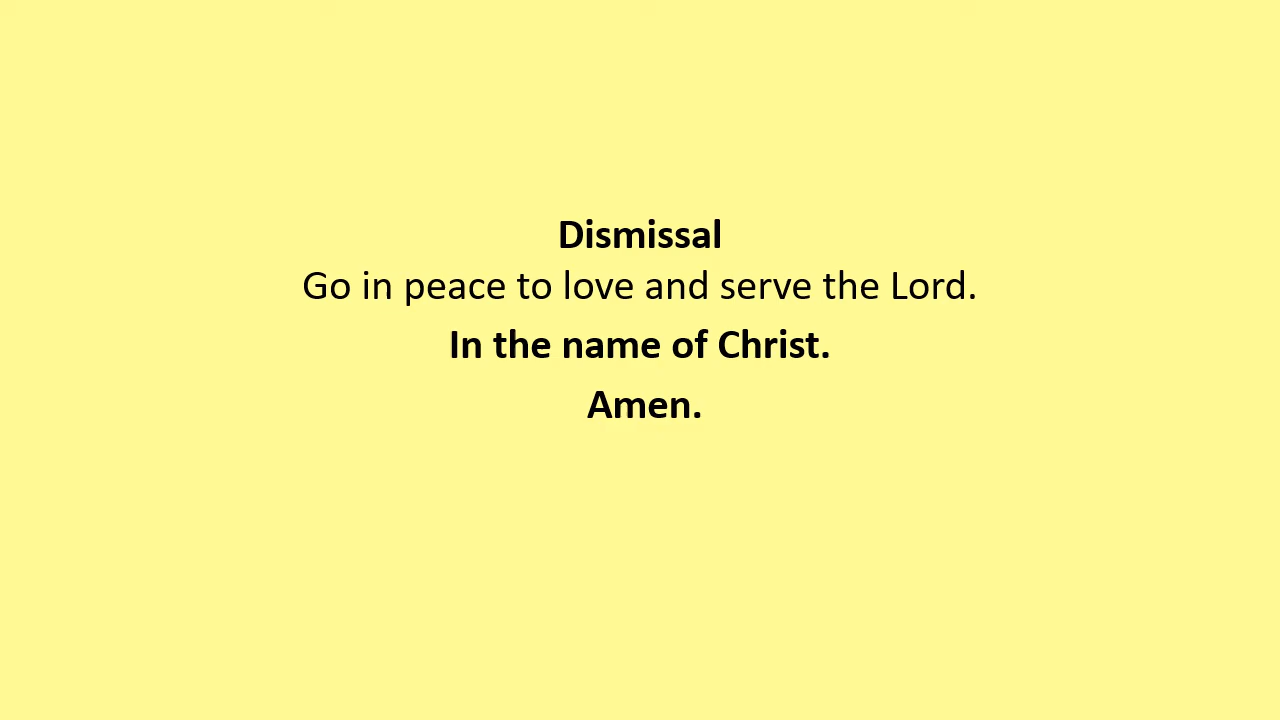 Dismissal
Go in peace to love and serve the Lord.
In the name of Christ.
Amen.